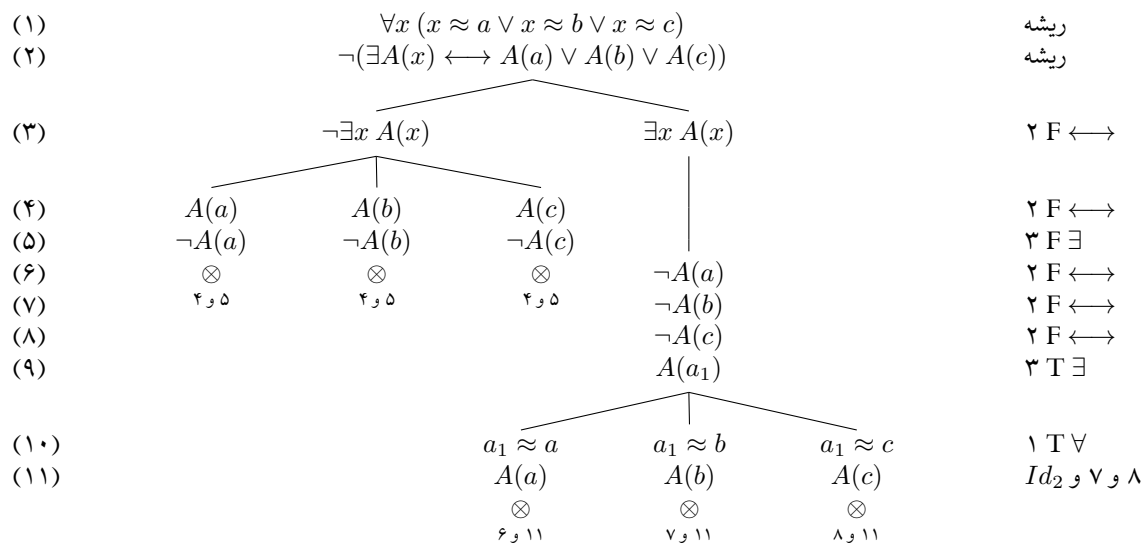 (۱) ∀x (x ≈ a ∨ x ≈ b ∨ x ≈ c) ریشه
(۲) ¬(∃A(x) ⟷ A(a) ∨ A(b) ∨ A(c)) ریشه
(۳) ¬∃x A(x) ∃x A(x) ۲ F ⟷
(۴) A(a) A(b) A(c) ۲ F ⟷
(۵) ¬A(a) ¬A(b) ¬A(c) ۳ F ∃
(۶) ⊗ ⊗ ⊗ ¬A(a) ۲ F ⟷
(۷) ۵ و ۴ ۵ و ۴ ۵ و ۴ ¬A(b) ۲ F ⟷
(۸) ¬A(c) ۲ F ⟷
(۹) A(a₁) ۳ T ∃
(۱۰) a₁ ≈ a a₁ ≈ b a₁ ≈ c ۱ T ∀
(۱۱) A(a) A(b) A(c) ۸ و ۷ و Id₂
⊗ ⊗ ⊗
۱۱ و ۶ ۱۱ و ۷ ۱۱ و ۸